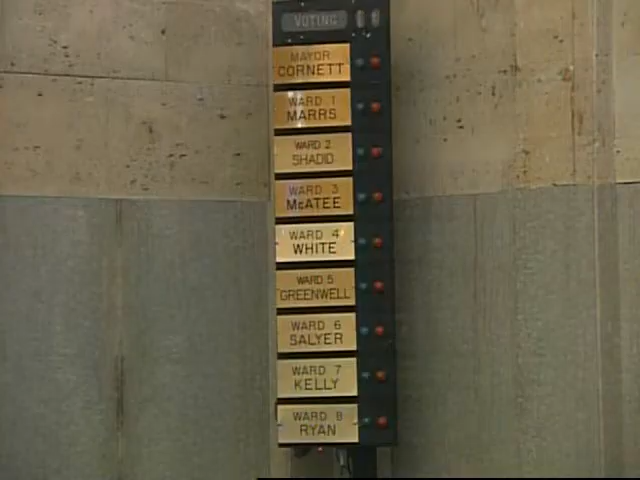 VOTING
MAYOR
CORNETT
WARD 1
MARRS
WARD 2
SHADID
WARD 3
McATEE
WARD 4
WHITE
WARD 5
GREENWELL
WARD 6
SALYER
WARD 7
KELLY
WARD 8
RYAN